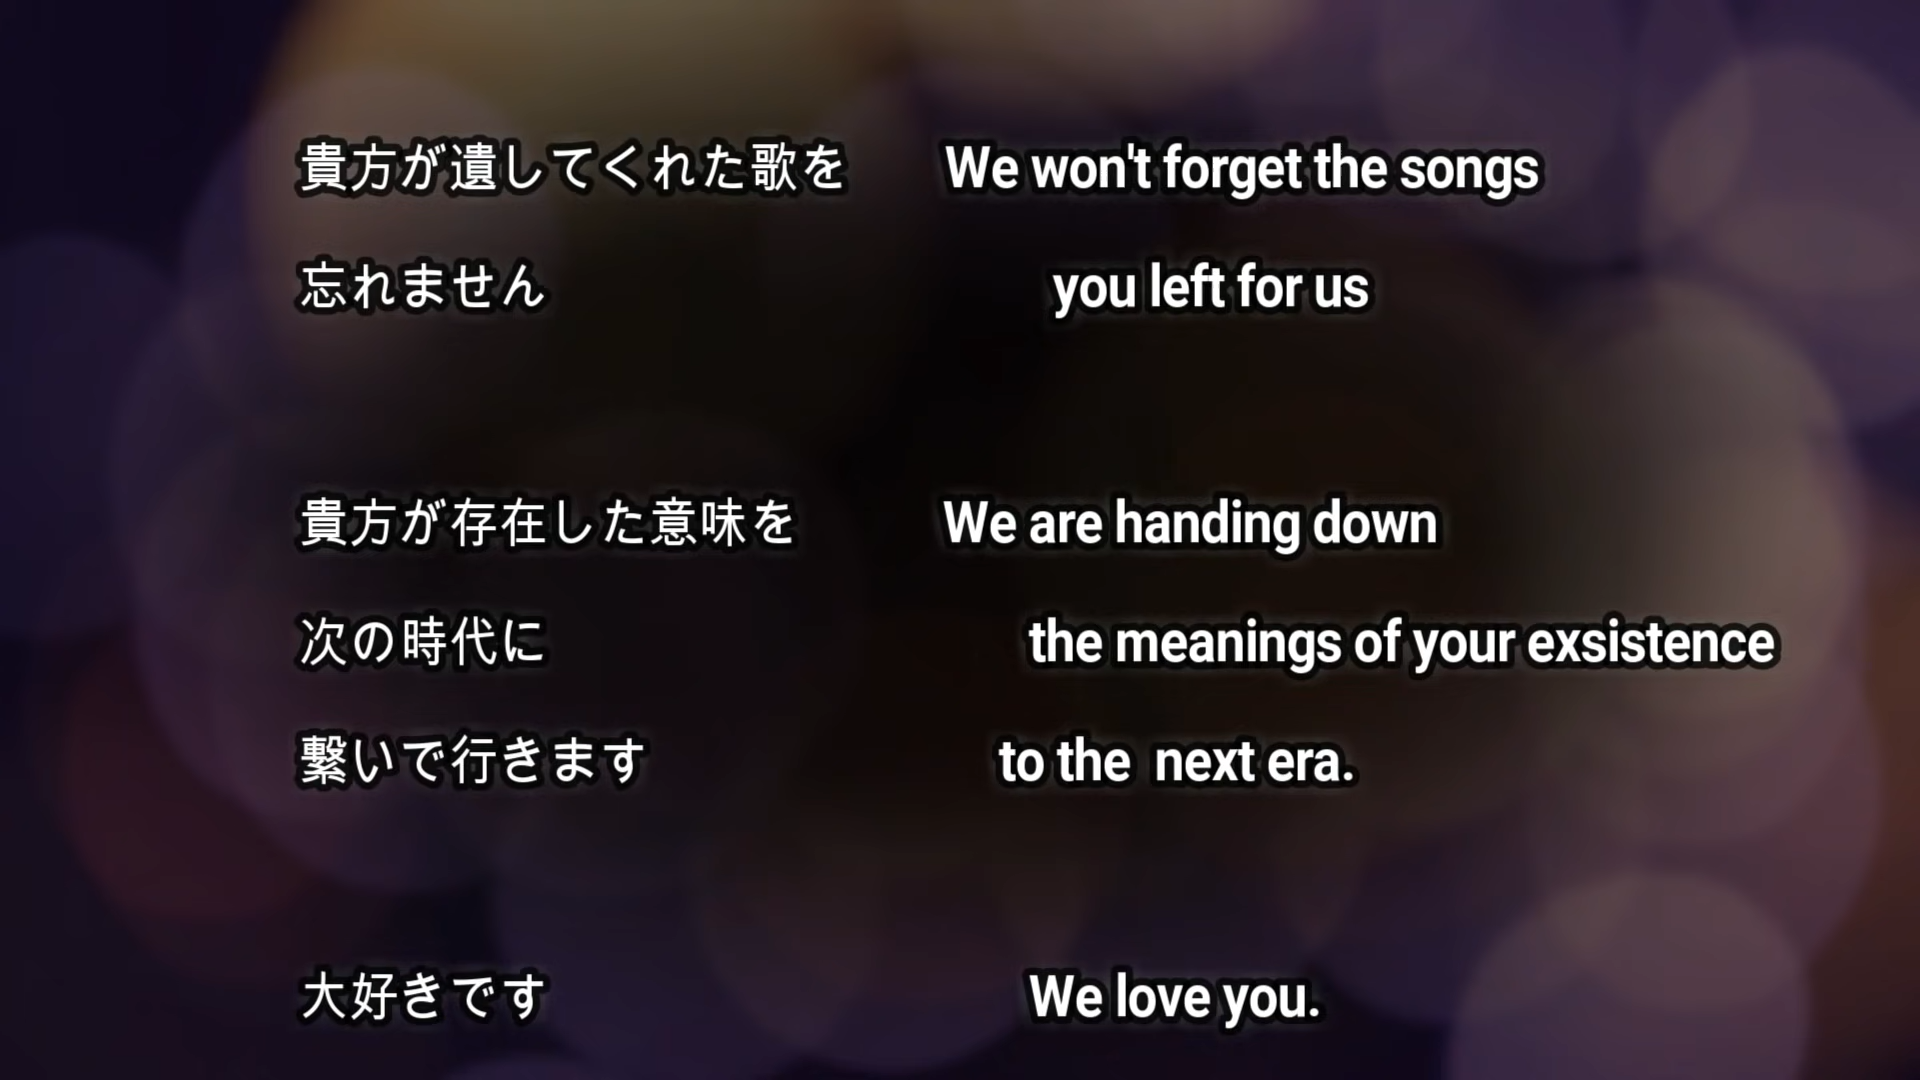 貴方が遺してくれた歌を
忘れません
貴方が存在した意味を
次の時代に
繋いで行きます
大好きです
We won't forget the songs
you left for us
We are handing down
the meanings of your exsistence
to the next era.
We love you.